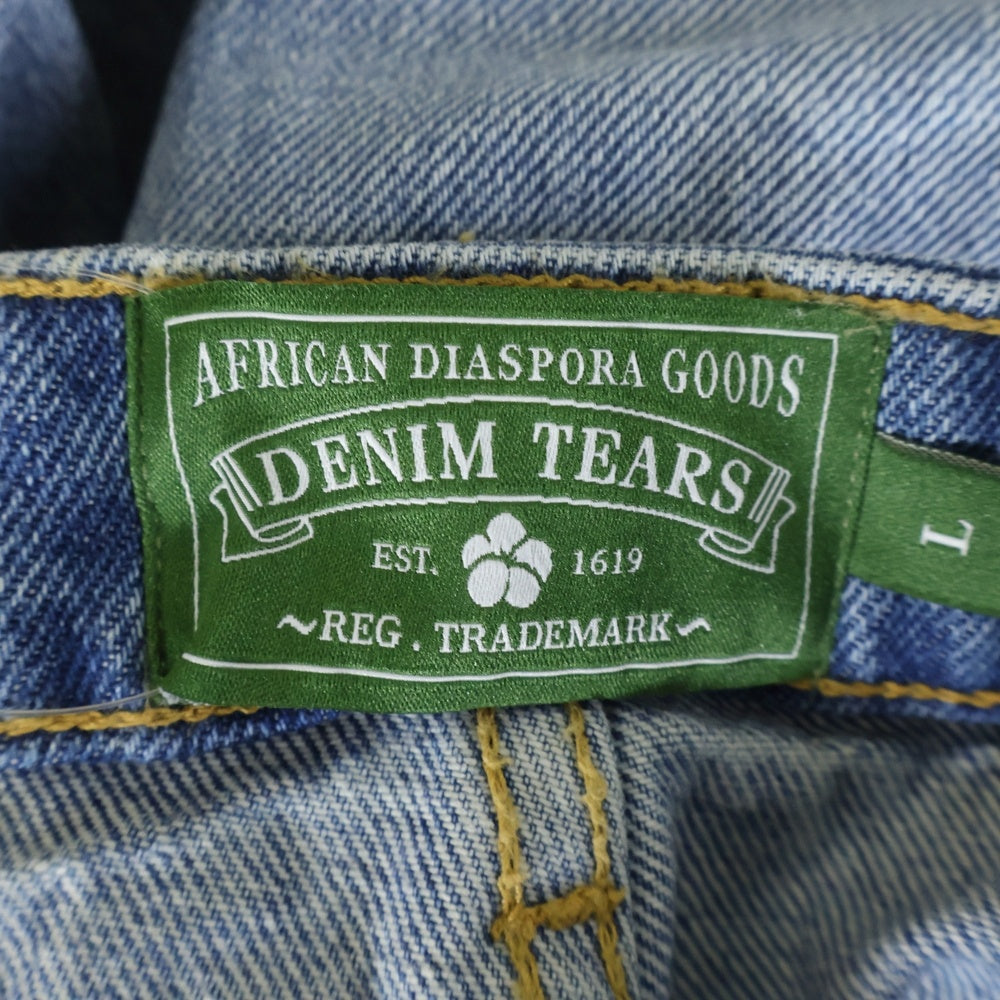 AFRICAN DIASPORA GOODS
DENIM TEARS
EST. 1619
~REG. TRADEMARK~
L